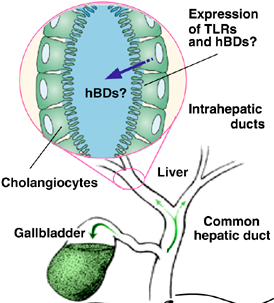 Expression
of TLRs
and hBDs?
hBDs?
Intrahepatic
ducts
Cholangiocytes
Liver
Gallbladder
Common
hepatic duct